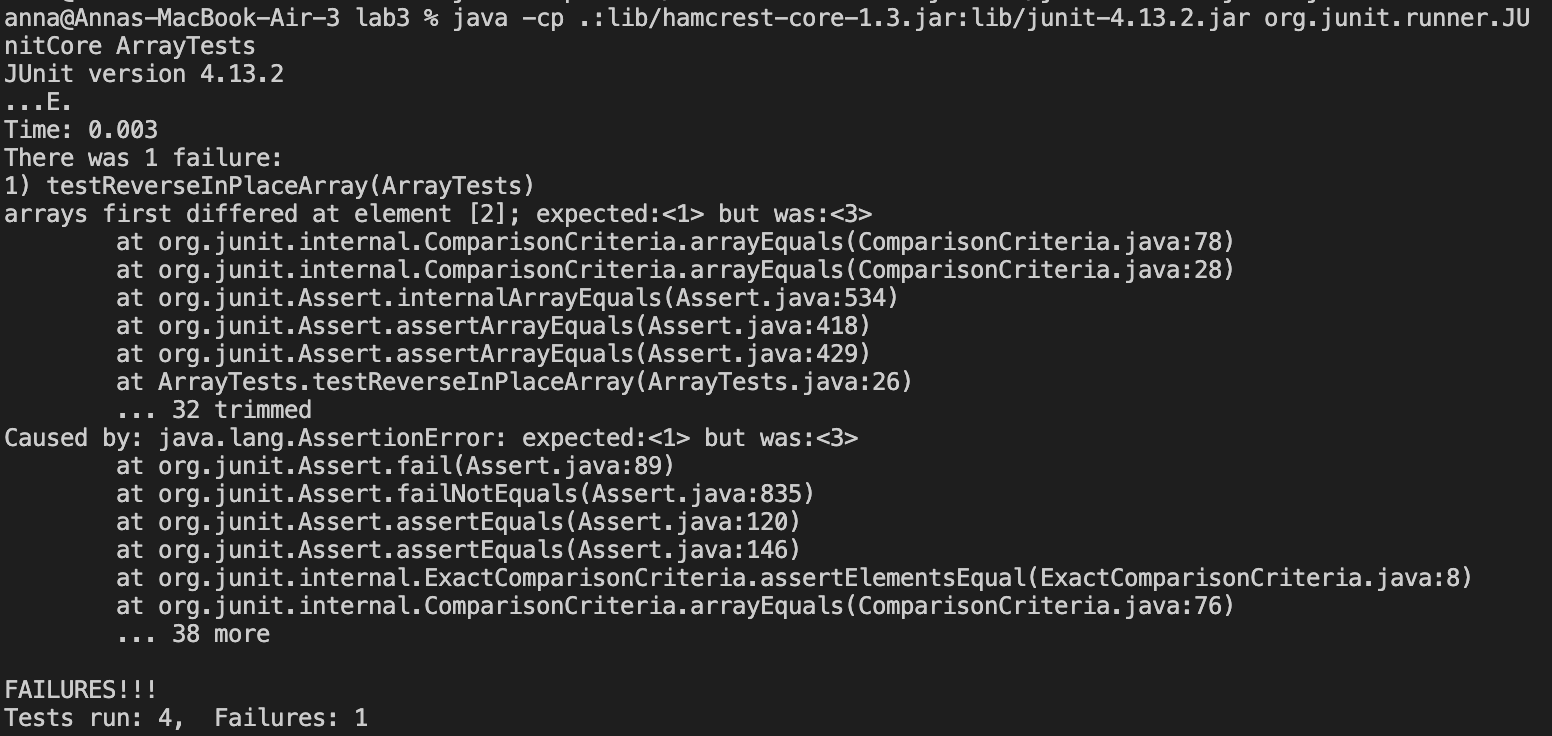 anna@Annas-MacBook-Air-3 lab3 % java -cp .:lib/hamcrest-core-1.3.jar:lib/junit-4.13.2.jar org.junit.runner.JU
nitCore ArrayTests
JUnit version 4.13.2
...E.
Time: 0.003
There was 1 failure:
1) testReverseInPlaceArray(ArrayTests)
arrays first differed at element [2]; expected:<1> but was:<3>
        at org.junit.internal.ComparisonCriteria.arrayEquals(ComparisonCriteria.java:78)
        at org.junit.internal.ComparisonCriteria.arrayEquals(ComparisonCriteria.java:28)
        at org.junit.Assert.internalArrayEquals(Assert.java:534)
        at org.junit.Assert.assertArrayEquals(Assert.java:418)
        at org.junit.Assert.assertArrayEquals(Assert.java:429)
        at ArrayTests.testReverseInPlaceArray(ArrayTests.java:26)
        ... 32 trimmed
Caused by: java.lang.AssertionError: expected:<1> but was:<3>
        at org.junit.Assert.fail(Assert.java:89)
        at org.junit.Assert.failNotEquals(Assert.java:835)
        at org.junit.Assert.assertEquals(Assert.java:120)
        at org.junit.Assert.assertEquals(Assert.java:146)
        at org.junit.internal.ExactComparisonCriteria.assertElementsEqual(ExactComparisonCriteria.java:8)
        at org.junit.internal.ComparisonCriteria.arrayEquals(ComparisonCriteria.java:76)
        ... 38 more

FAILURES!!!
Tests run: 4,  Failures: 1